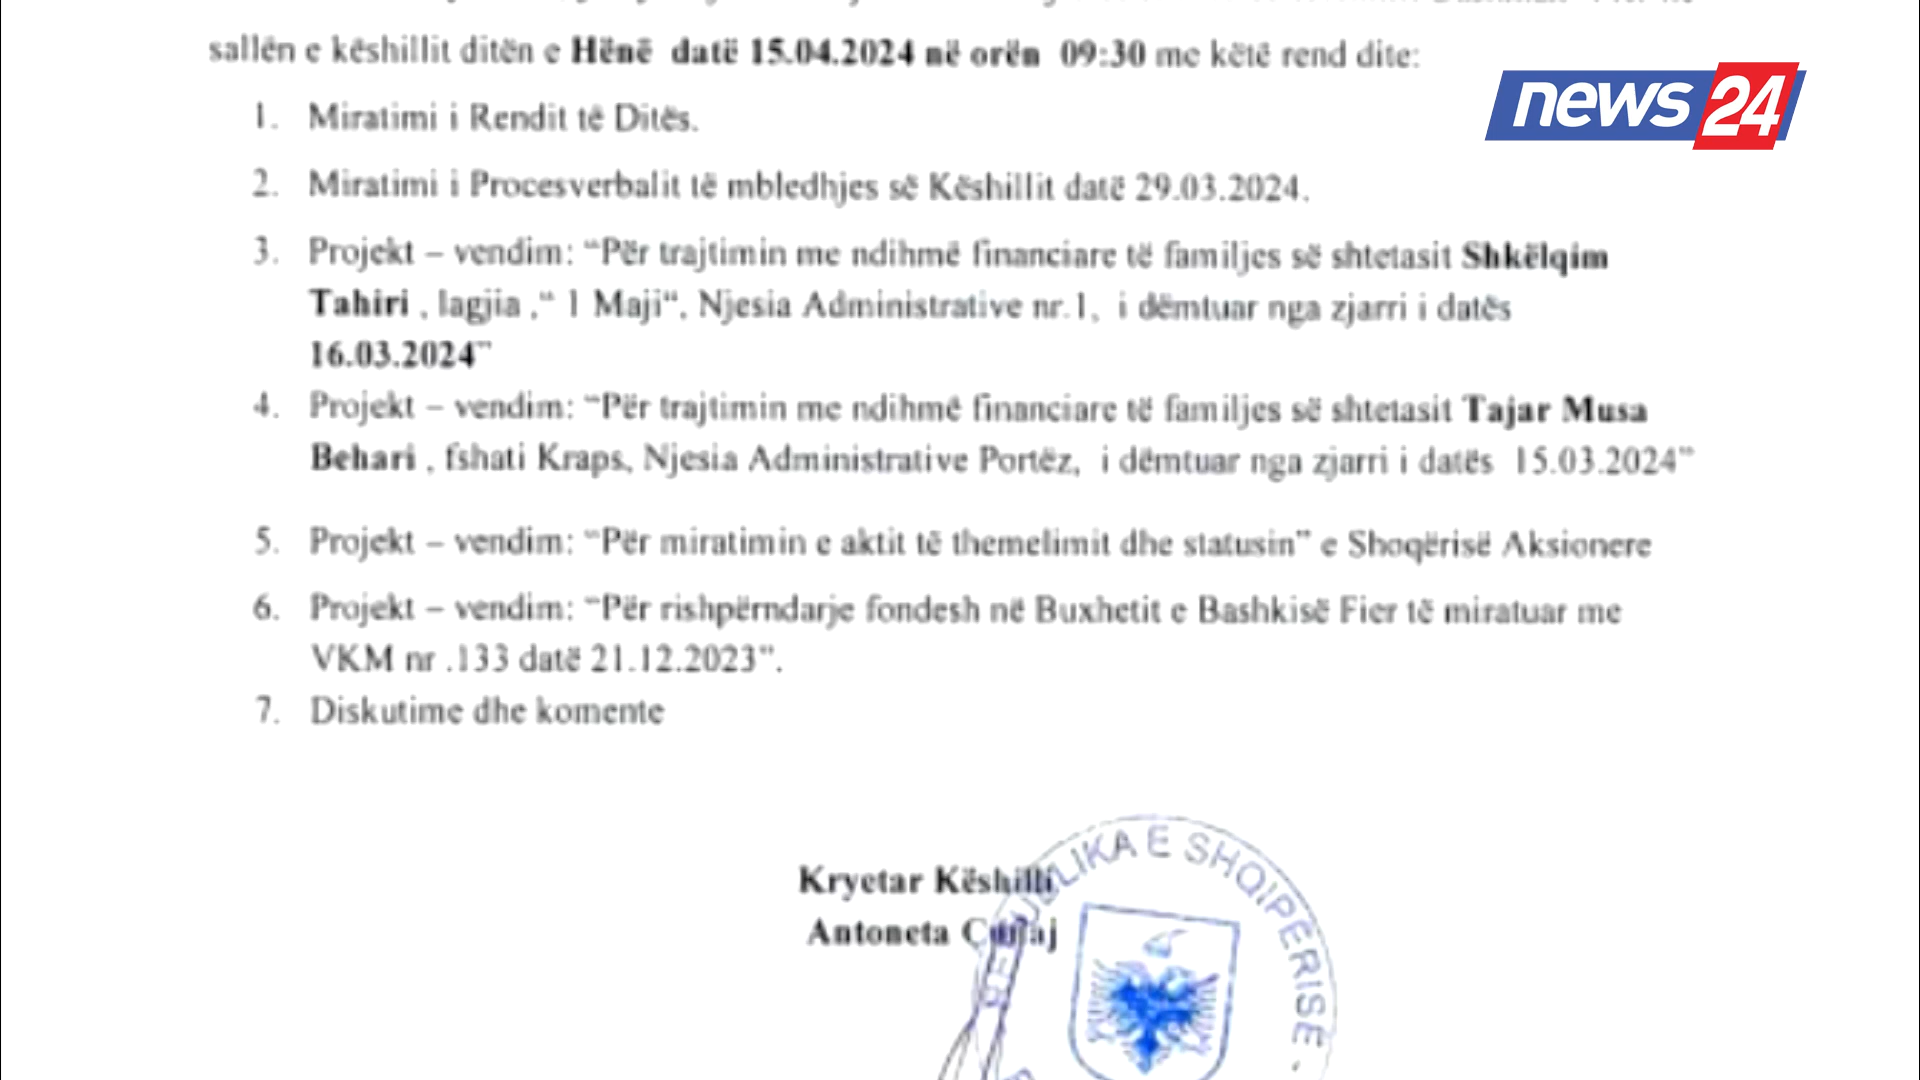 sallën e këshillit ditën e Hënë datë 15.04.2024 në orën 09:30 me këtë rend dite:
news 24
1. Miratimi i Rendit të Ditës.
2. Miratimi i Procesverbalit të mbledhjes së Këshillit datë 29.03.2024.
3. Projekt – vendim: “Për trajtimin me ndihmë financiare të familjes së shtetasit Shkëlqim
Tahiri , lagjia ,“ 1 Maji“, Njesia Administrative nr.1, i dëmtuar nga zjarri i datës
16.03.2024”
4. Projekt – vendim: “Për trajtimin me ndihmë financiare të familjes së shtetasit Tajar Musa
Behari , fshati Kraps, Njesia Administrative Portëz, i dëmtuar nga zjarri i datës 15.03.2024”
5. Projekt – vendim: “Për miratimin e aktit të themelimit dhe statusin” e Shoqërisë Aksionere
6. Projekt – vendim: “Për rishpërndarje fondesh në Buxhetit e Bashkisë Fier të miratuar me
VKM nr .133 datë 21.12.2023”.
7. Diskutime dhe komente
Kryetar Këshilli
Antoneta
REPUBLIKA E SHQIPERISE